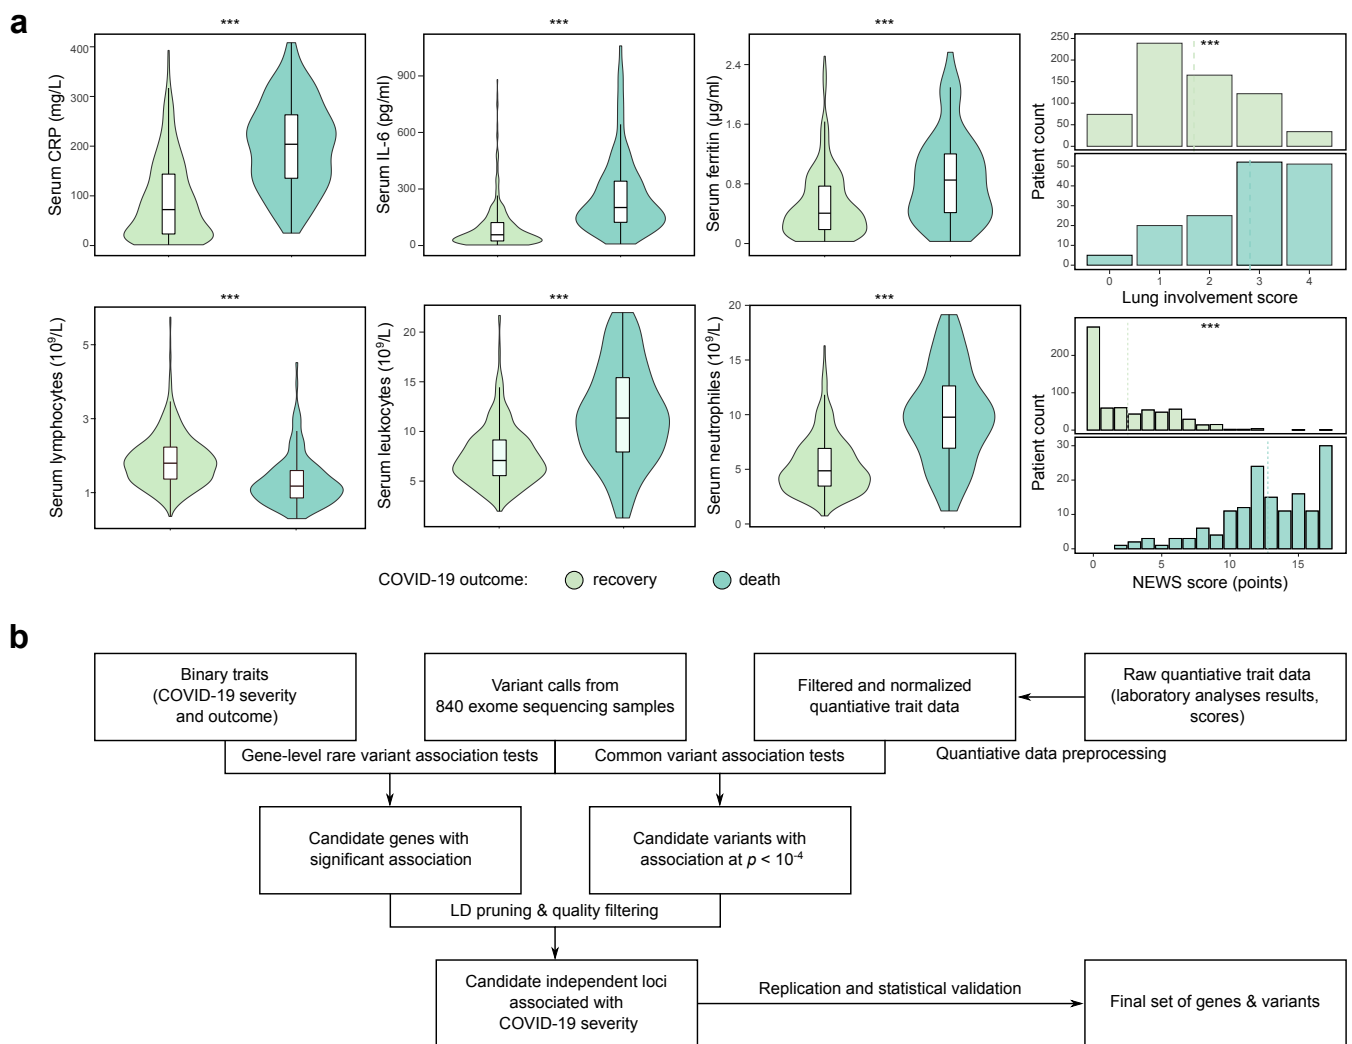 a
***
***
***
Serum CRP (mg/L)
400
300
200
100
0
Serum IL-6 (pg/ml)
900
600
300
0
Serum ferritin (µg/ml)
2.4
1.6
0.8
0
Patient count
***
250
200
150
100
50
0
50
40
30
20
10
0
0 1 2 3 4
Lung involvement score
***
***
***
Serum lymphocytes (10⁹/L)
5
3
1
Serum leukocytes (10⁹/L)
20
15
10
5
Serum neutrophiles (10⁹/L)
20
15
10
5
0
Patient count
***
200
100
0
30
20
10
0
0 5 10 15
NEWS score (points)
COVID-19 outcome: recovery death
b
Binary traits
(COVID-19 severity
and outcome)
Variant calls from
840 exome sequencing samples
Filtered and normalized
quantiative trait data
Raw quantiative trait data
(laboratory analyses results,
scores)
Gene-level rare variant association tests
Common variant association tests
Quantiative data preprocessing
Candidate genes with
significant association
Candidate variants with
association at p < 10⁻⁴
LD pruning & quality filtering
Candidate independent loci
associated with
COVID-19 severity
Replication and statistical validation
Final set of genes & variants